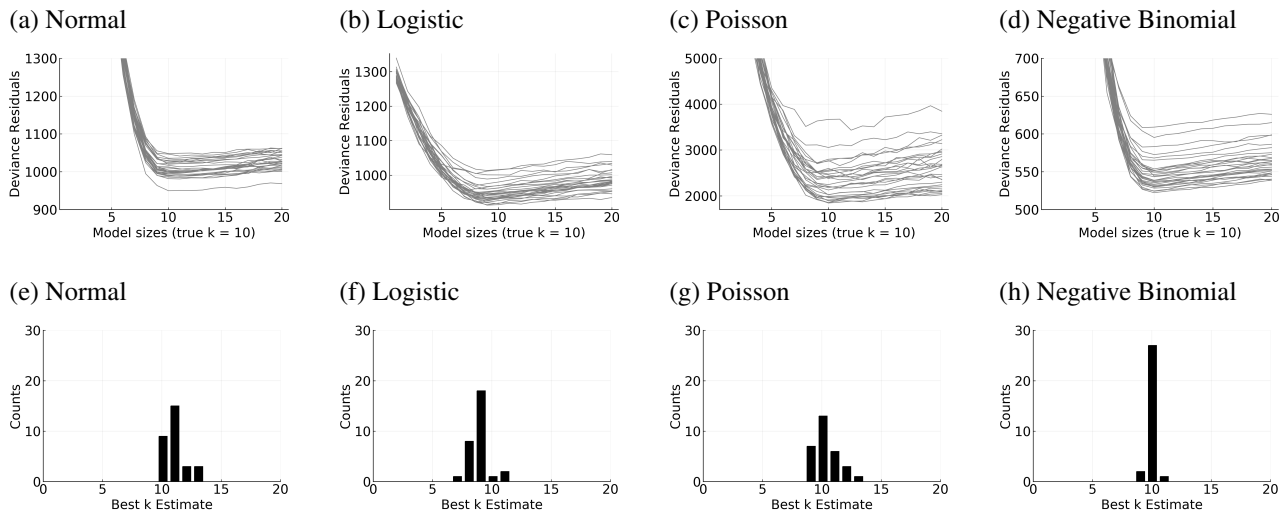 (a) Normal
(b) Logistic
(c) Poisson
(d) Negative Binomial
Deviance Residuals
1300
1200
1100
1000
900
5
10
15
20
Model sizes (true k = 10)
Deviance Residuals
1300
1200
1100
1000
5
10
15
20
Model sizes (true k = 10)
Deviance Residuals
5000
4000
3000
2000
5
10
15
20
Model sizes (true k = 10)
Deviance Residuals
700
650
600
550
500
5
10
15
20
Model sizes (true k = 10)
(e) Normal
(f) Logistic
(g) Poisson
(h) Negative Binomial
Counts
30
20
10
0
0
5
10
15
20
Best k Estimate
Counts
30
20
10
0
0
5
10
15
20
Best k Estimate
Counts
30
20
10
0
0
5
10
15
20
Best k Estimate
Counts
30
20
10
0
0
5
10
15
20
Best k Estimate